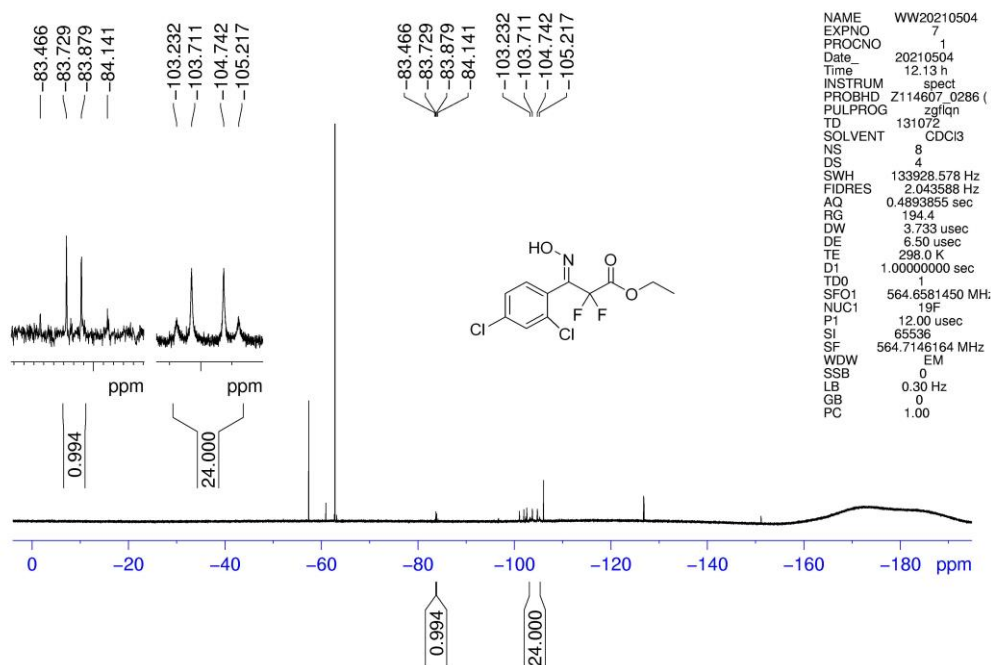 -83.466
-83.729
-83.879
-84.141
-103.232
-103.711
-104.742
-105.217
-83.466
-83.729
-83.879
-84.141
-103.232
-103.711
-104.742
-105.217
NAME WW20210504
EXPNO 7
PROCNO 1
Date_ 20210504
Time 12.13 h
INSTRUM spect
PROBHD Z114607_0286 (
PULPROG zgflqn
TD 131072
SOLVENT CDCl3
NS 8
DS 4
SWH 133928.578 Hz
FIDRES 2.043588 Hz
AQ 0.4893855 sec
RG 194.4
DW 3.733 usec
DE 6.50 usec
TE 298.0 K
D1 1.00000000 sec
TD0 1
SFO1 564.6581450 MHz
NUC1 19F
P1 12.00 usec
SI 65536
SF 564.7146164 MHz
WDW EM
SSB 0
LB 0.30 Hz
GB 0
PC 1.00
HO
N
O
O
F F
Cl
Cl
ppm
ppm
0.994
24.000
0 -20 -40 -60 -80 -100 -120 -140 -160 -180 ppm
0.994
24.000